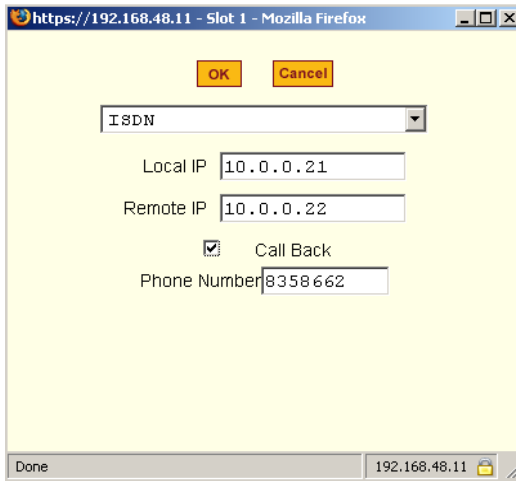 https://192.168.48.11 - Slot 1 - Mozilla Firefox
OK Cancel
ISDN
Local IP 10.0.0.21
Remote IP 10.0.0.22
Call Back
Phone Number 8358662
Done 192.168.48.11